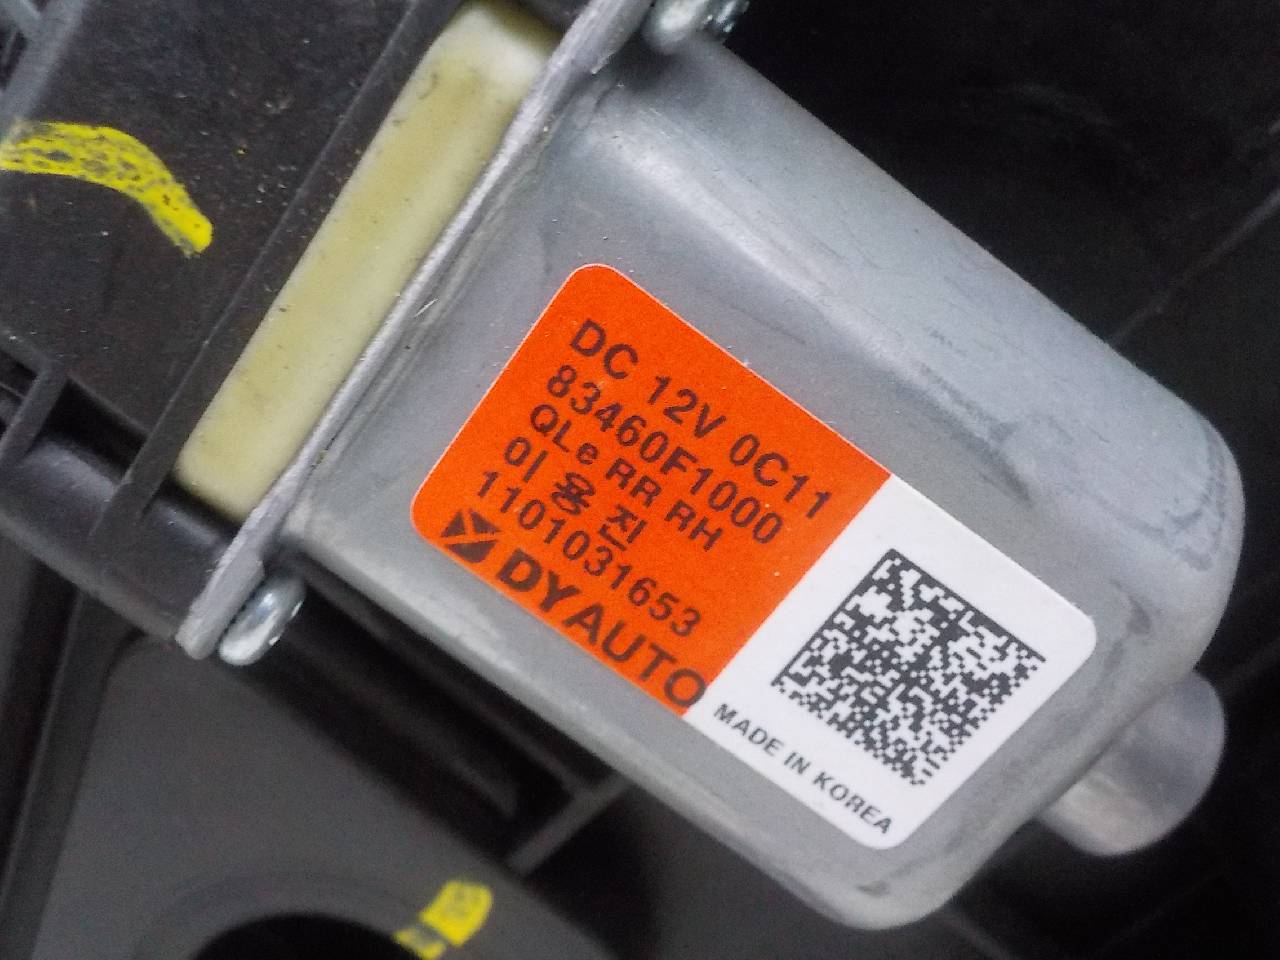 DC 12V 0C11
83460F1000
QLe RR RH
이용진
1101031653
DYAUTO
MADE IN KOREA